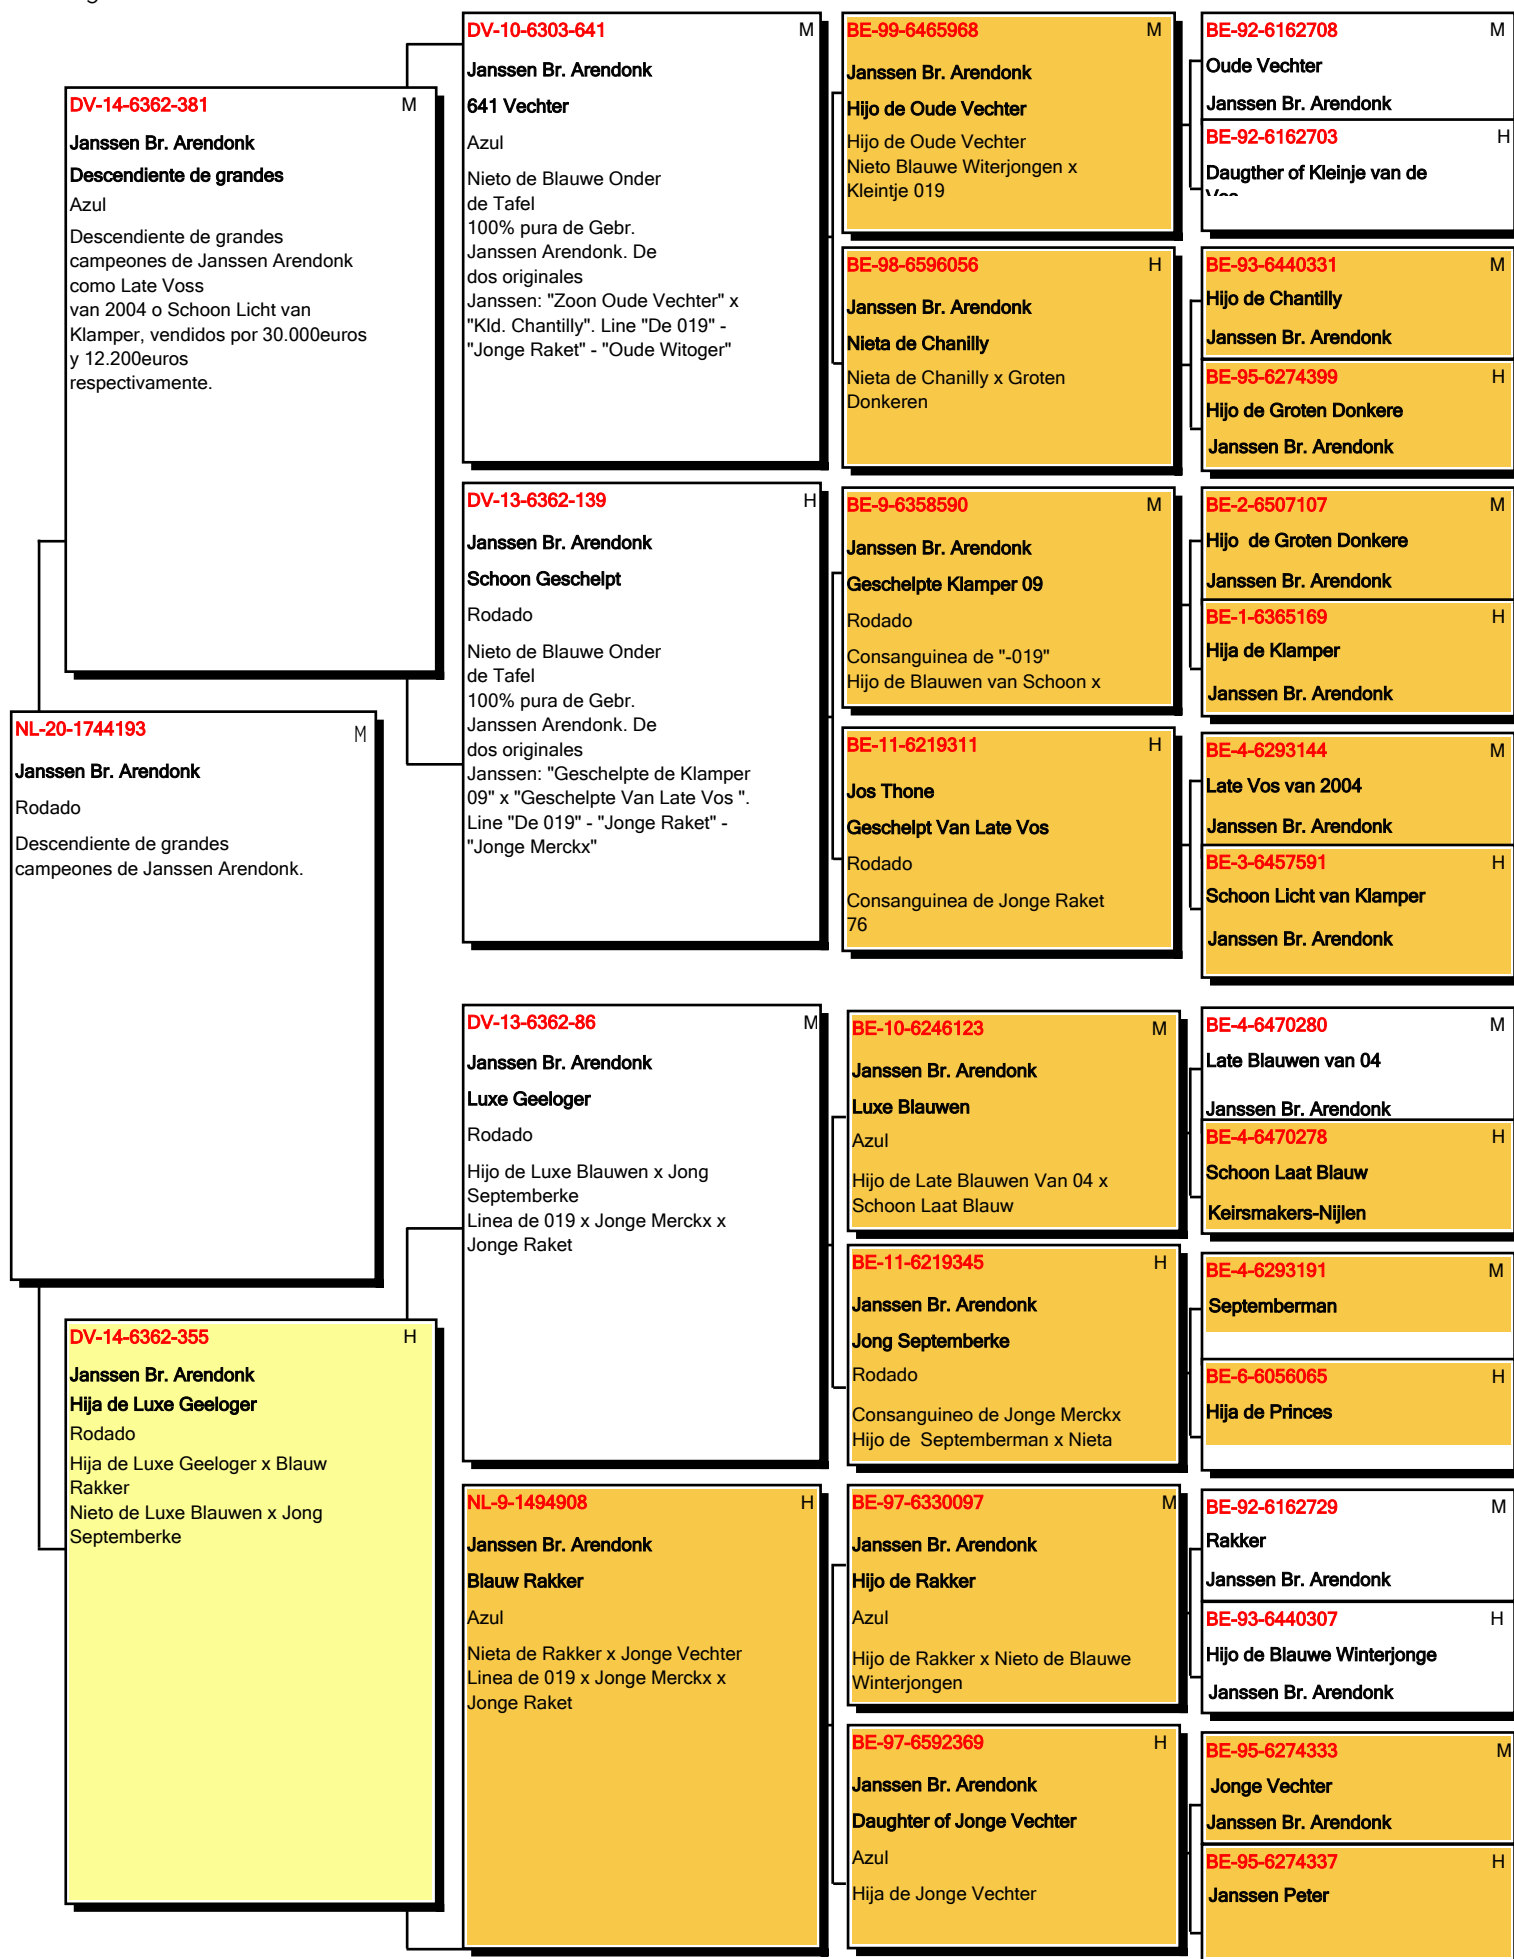 NL-20-1744193 M
Janssen Br. Arendonk
Rodado
Descendiente de grandes
campeones de Janssen Arendonk.
DV-14-6362-381 M
Janssen Br. Arendonk
Descendiente de grandes
Azul
Descendiente de grandes
campeones de Janssen Arendonk
como Late Voss
van 2004 o Schoon Licht van
Klamper, vendidos por 30.000euros
y 12.200euros
respectivamente.
DV-14-6362-355 H
Janssen Br. Arendonk
Hija de Luxe Geeloger
Rodado
Hija de Luxe Geeloger x Blauw
Rakker
Nieto de Luxe Blauwen x Jong
Septemberke
DV-10-6303-641 M
Janssen Br. Arendonk
641 Vechter
Azul
Nieto de Blauwe Onder
de Tafel
100% pura de Gebr.
Janssen Arendonk. De
dos originales
Janssen: "Zoon Oude Vechter" x
"Kld. Chantilly". Line "De 019" -
"Jonge Raket" - "Oude Witoger"
DV-13-6362-139 H
Janssen Br. Arendonk
Schoon Geschelpt
Rodado
Nieto de Blauwe Onder
de Tafel
100% pura de Gebr.
Janssen Arendonk. De
dos originales
Janssen: "Geschelpte de Klamper
09" x "Geschelpte Van Late Vos ".
Line "De 019" - "Jonge Raket" -
"Jonge Merckx"
DV-13-6362-86 M
Janssen Br. Arendonk
Luxe Geeloger
Rodado
Hijo de Luxe Blauwen x Jong
Septemberke
Linea de 019 x Jonge Merckx x
Jonge Raket
NL-9-1494908 H
Janssen Br. Arendonk
Blauw Rakker
Azul
Nieta de Rakker x Jonge Vechter
Linea de 019 x Jonge Merckx x
Jonge Raket
BE-99-6465968 M
Janssen Br. Arendonk
Hijo de Oude Vechter
Hijo de Oude Vechter
Nieto Blauwe Witerjongen x
Kleintje 019
BE-98-6596056 H
Janssen Br. Arendonk
Nieta de Chanilly
Nieta de Chanilly x Groten
Donkeren
BE-9-6358590 M
Janssen Br. Arendonk
Geschelpte Klamper 09
Rodado
Consanguinea de "-019"
Hijo de Blauwen van Schoon x
BE-11-6219311 H
Jos Thone
Geschelpt Van Late Vos
Rodado
Consanguinea de Jonge Raket
76
BE-10-6246123 M
Janssen Br. Arendonk
Luxe Blauwen
Azul
Hijo de Late Blauwen Van 04 x
Schoon Laat Blauw
BE-11-6219345 H
Janssen Br. Arendonk
Jong Septemberke
Rodado
Consanguineo de Jonge Merckx
Hijo de  Septemberman x Nieta
BE-97-6330097 M
Janssen Br. Arendonk
Hijo de Rakker
Azul
Hijo de Rakker x Nieto de Blauwe
Winterjongen
BE-97-6592369 H
Janssen Br. Arendonk
Daughter of Jonge Vechter
Azul
Hija de Jonge Vechter
BE-92-6162708 M
Oude Vechter
Janssen Br. Arendonk
BE-92-6162703 H
Daugther of Kleinje van de
BE-93-6440331 M
Hijo de Chantilly
Janssen Br. Arendonk
BE-95-6274399 H
Hijo de Groten Donkere
Janssen Br. Arendonk
BE-2-6507107 M
Hijo  de Groten Donkere
Janssen Br. Arendonk
BE-1-6365169 H
Hija de Klamper
Janssen Br. Arendonk
BE-4-6293144 M
Late Vos van 2004
Janssen Br. Arendonk
BE-3-6457591 H
Schoon Licht van Klamper
Janssen Br. Arendonk
BE-4-6470280 M
Late Blauwen van 04
Janssen Br. Arendonk
BE-4-6470278 H
Schoon Laat Blauw
Keirsmakers-Nijlen
BE-4-6293191 M
Septemberman
BE-6-6056065 H
Hija de Princes
BE-92-6162729 M
Rakker
Janssen Br. Arendonk
BE-93-6440307 H
Hijo de Blauwe Winterjonge
Janssen Br. Arendonk
BE-95-6274333 M
Jonge Vechter
Janssen Br. Arendonk
BE-95-6274337 H
Janssen Peter